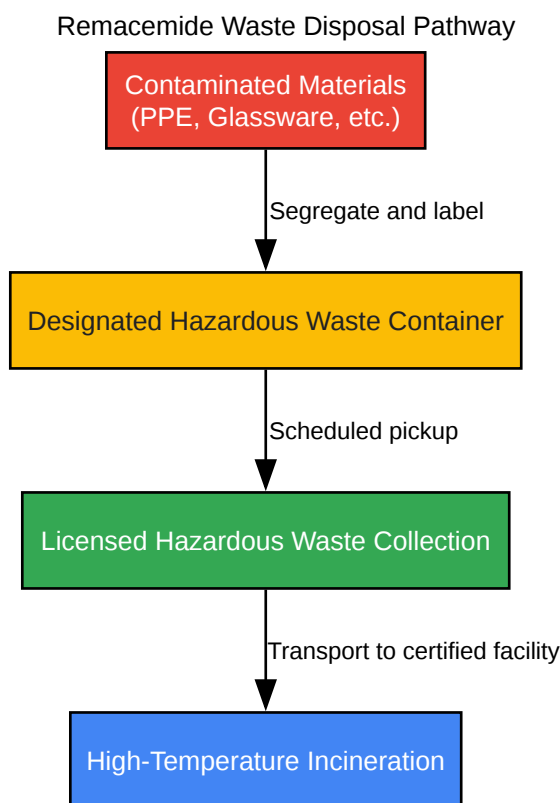 Remacemide Waste Disposal Pathway
Contaminated Materials
(PPE, Glassware, etc.)
Segregate and label
Designated Hazardous Waste Container
Scheduled pickup
Licensed Hazardous Waste Collection
Transport to certified facility
High-Temperature Incineration